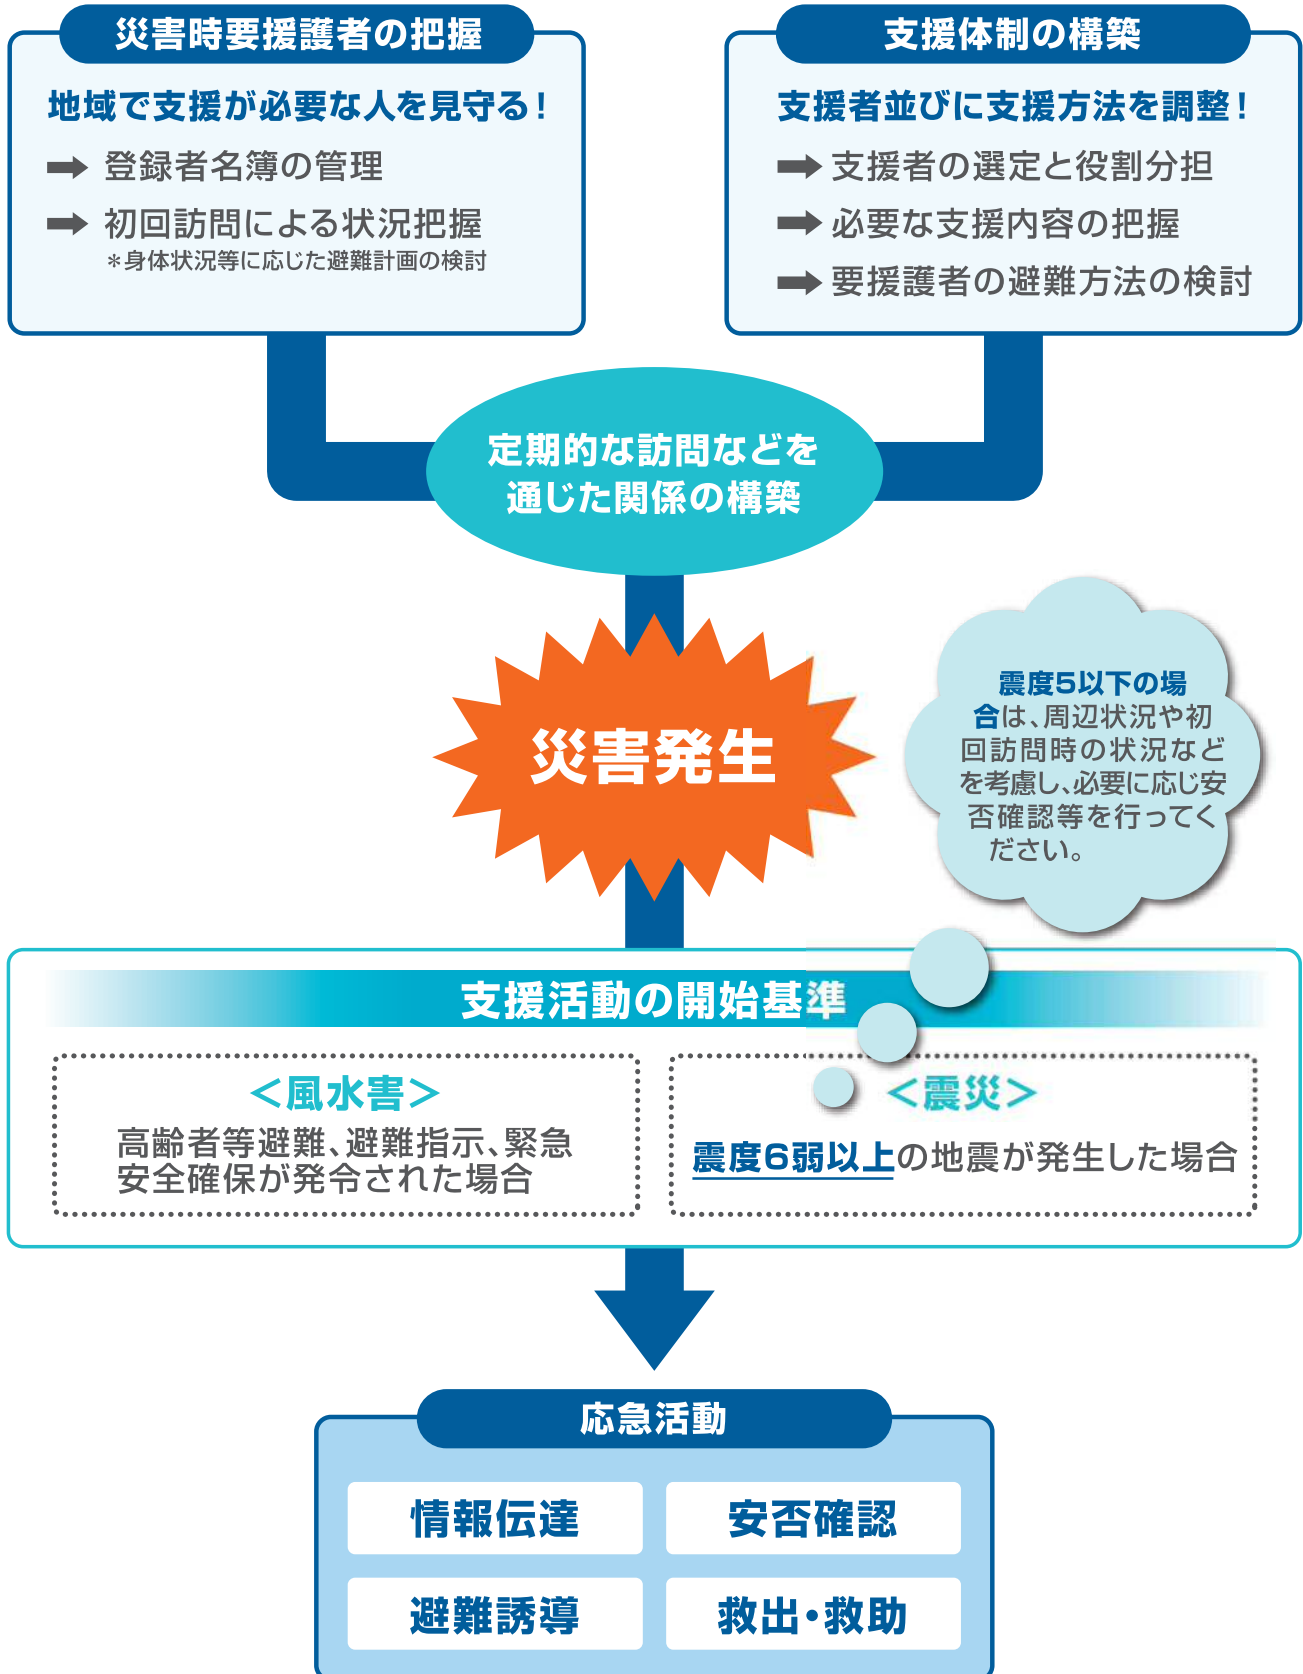 災害時要援護者の把握
地域で支援が必要な人を見守る!
➡ 登録者名簿の管理
➡ 初回訪問による状況把握
*身体状況等に応じた避難計画の検討
支援体制の構築
支援者並びに支援方法を調整!
➡ 支援者の選定と役割分担
➡ 必要な支援内容の把握
➡ 要援護者の避難方法の検討
定期的な訪問などを
通じた関係の構築
災害発生
震度5以下の場
合は、周辺状況や初
回訪問時の状況など
を考慮し、必要に応じ安
否確認等を行ってく
ださい。
支援活動の開始基準
<風水害>
高齢者等避難、避難指示、緊急
安全確保が発令された場合
<震災>
震度6弱以上の地震が発生した場合
応急活動
情報伝達
安否確認
避難誘導
救出・救助